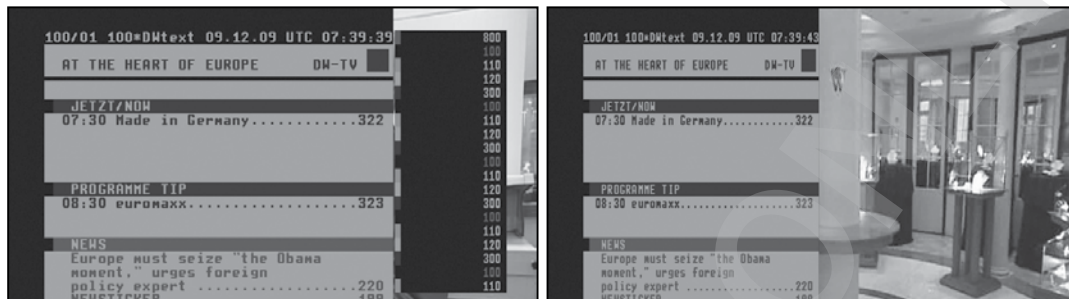 100/01 100*DWtext 09.12.09 UTC 07:39:39
AT THE HEART OF EUROPE DW-TV
JETZT/NOW
07:30 Made in Germany............322
PROGRAMME TIP
08:30 euromaxx...................323
NEWS
Europe must seize "the Obama
moment," urges foreign
policy expert ..................220
NEWSTICKER
800
100
110
120
300
100
110
120
300
100
110
120
300
100
110
120
300
100
110
100/01 100*DWtext 09.12.09 UTC 07:39:43
AT THE HEART OF EUROPE DW-TV
JETZT/NOW
07:30 Made in Germany............322
PROGRAMME TIP
08:30 euromaxx...................323
NEWS
Europe must seize "the Obama
moment," urges foreign
policy expert ..................220
NEWSTICKER